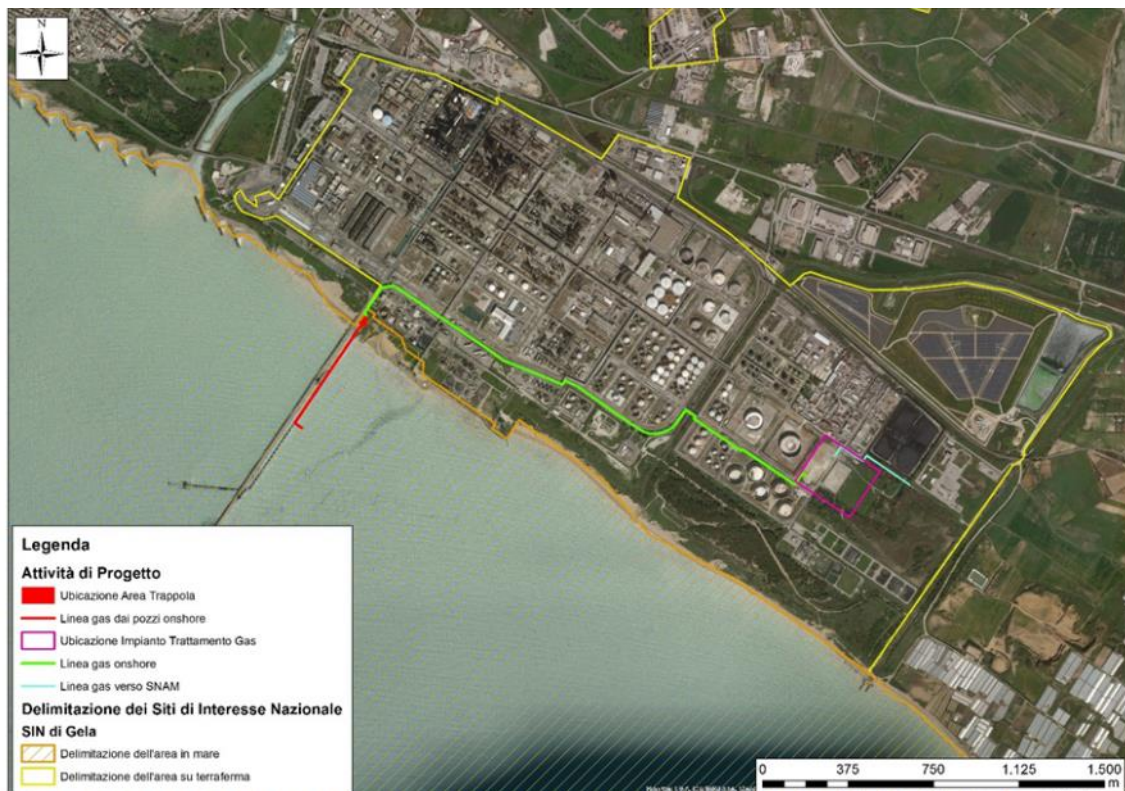 N
Legenda
Attività di Progetto
Ubicazione Area Trappola
Linea gas dai pozzi onshore
Ubicazione Impianto Trattamento Gas
Linea gas onshore
Linea gas verso SNAM
Delimitazione dei Siti di Interesse Nazionale
SIN di Gela
Delimitazione dell'area in mare
Delimitazione dell'area su terraferma
0 375 750 1.125 1.500
m